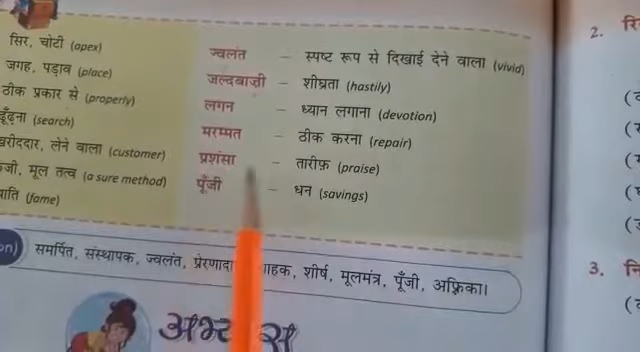 सिर, चोटी (apex)
जगह, पड़ाव (place)
ठीक प्रकार से (properly)
ढूँढ़ना (search)
खरीददार, लेने वाला (customer)
मूल तत्व (a sure method)
(fame)
ज्वलंत – स्पष्ट रूप से दिखाई देने वाला (vivid)
जल्दबाज़ी – शीघ्रता (hastily)
लगन – ध्यान लगाना (devotion)
मरम्मत – ठीक करना (repair)
प्रशंसा – तारीफ़ (praise)
पूँजी – धन (savings)
समर्पित, संस्थापक, ज्वलंत, ग्राहक, शीर्ष, मूलमंत्र, पूँजी, अफ़्रिका।
2.
3.